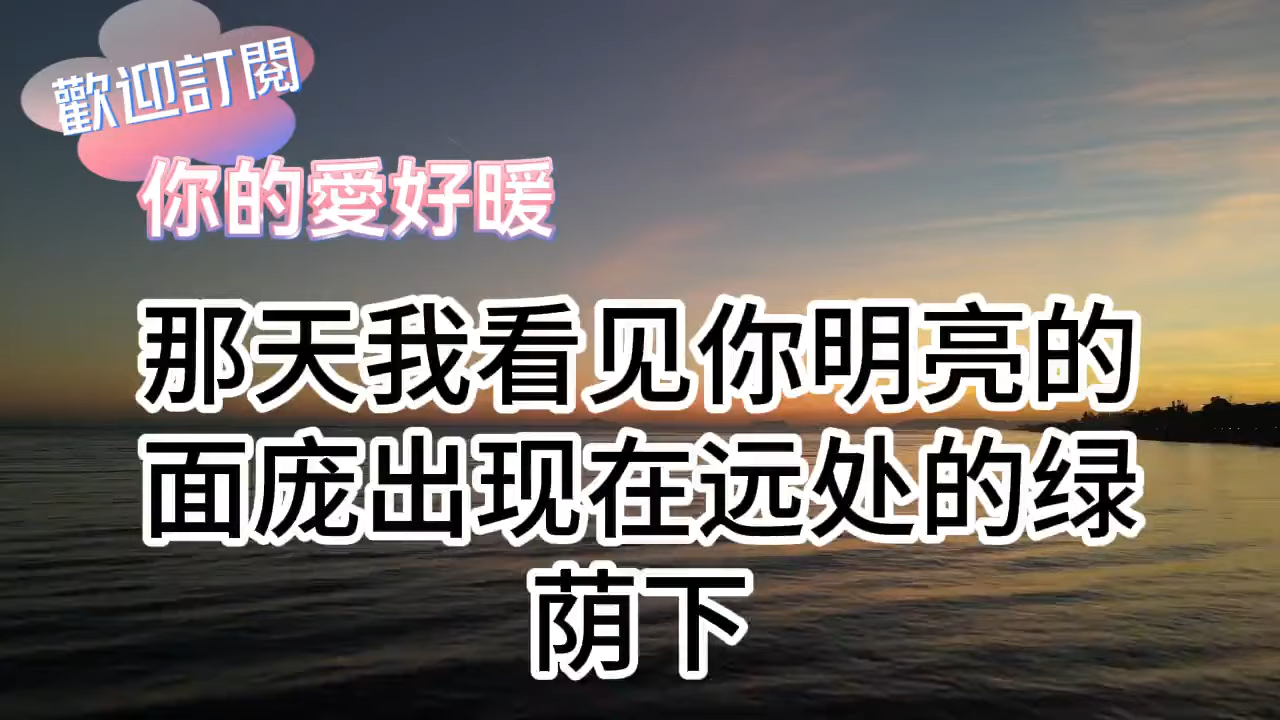 歡迎訂閱
你的愛好暖
那天我看见你明亮的
面庞出现在远处的绿
荫下